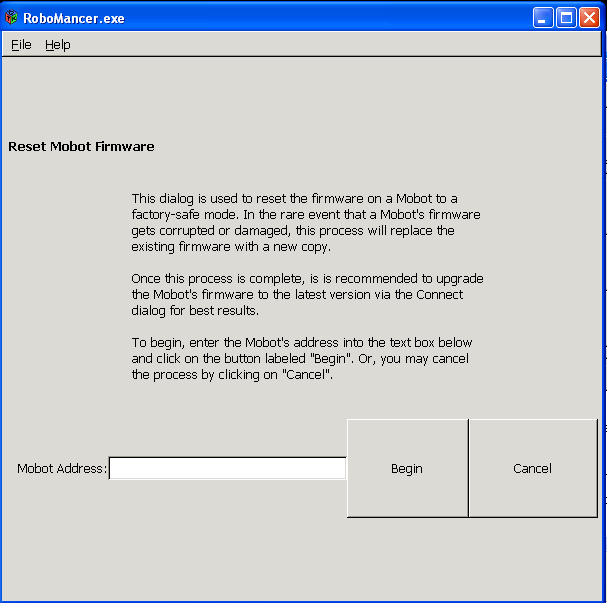 RoboMancer.exe
File Help
Reset Mobot Firmware
This dialog is used to reset the firmware on a Mobot to a
factory-safe mode. In the rare event that a Mobot's firmware
gets corrupted or damaged, this process will replace the
existing firmware with a new copy.
Once this process is complete, is is recommended to upgrade
the Mobot's firmware to the latest version via the Connect
dialog for best results.
To begin, enter the Mobot's address into the text box below
and click on the button labeled "Begin". Or, you may cancel
the process by clicking on "Cancel".
Mobot Address: Begin Cancel